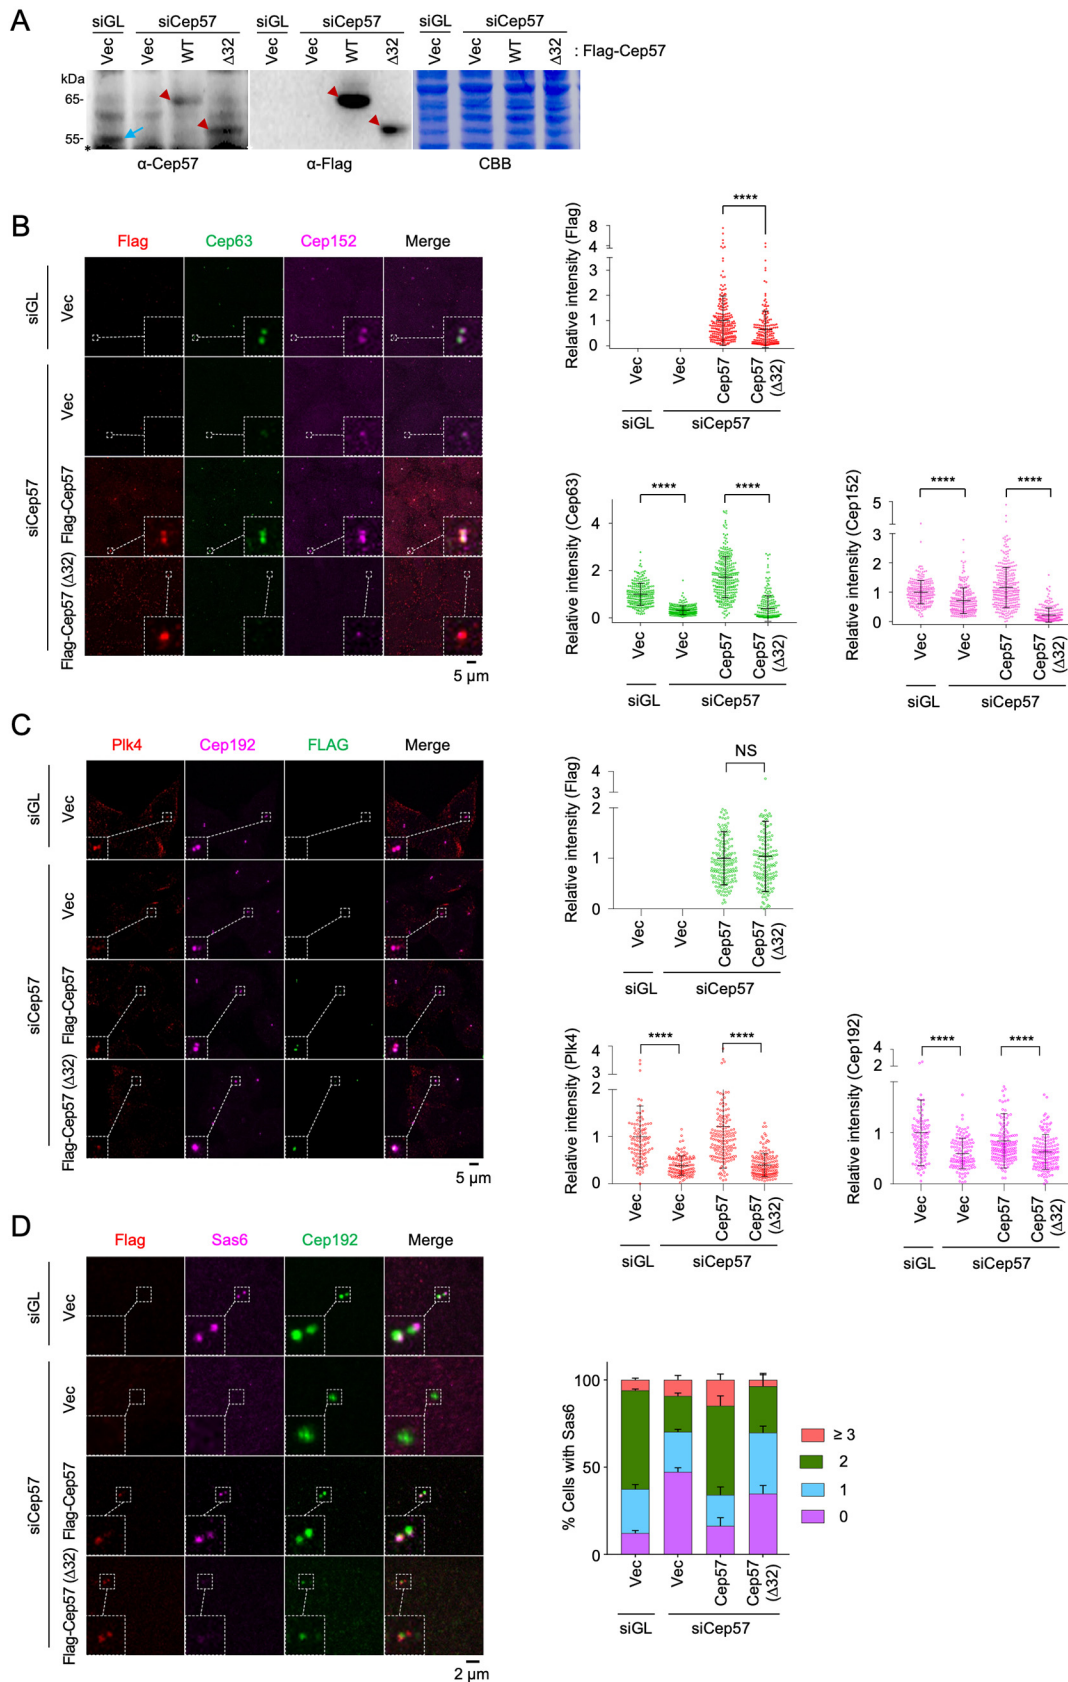 A
siGL siCep57 siGL siCep57 siGL siCep57
Vec Vec WT Δ32 Vec Vec WT Δ32 Vec Vec WT Δ32 : Flag-Cep57
kDa
65-
55-
*
α-Cep57 α-Flag CBB
B
Flag Cep63 Cep152 Merge
siGL Vec
siCep57 Vec
Flag-Cep57
Flag-Cep57 (Δ32)
5 μm
Relative intensity (Flag)
8
4
3
2
1
0
****
Vec Vec Cep57 Cep57 (Δ32)
siGL siCep57
Relative intensity (Cep63)
4
2
0
**** ****
Vec Vec Cep57 Cep57 (Δ32)
siGL siCep57
Relative intensity (Cep152)
5
3
2
1
0
**** ****
Vec Vec Cep57 Cep57 (Δ32)
siGL siCep57
C
Plk4 Cep192 FLAG Merge
siGL Vec
siCep57 Vec
Flag-Cep57
Flag-Cep57 (Δ32)
5 μm
Relative intensity (Flag)
4
3
2
1
0
NS
Vec Vec Cep57 Cep57 (Δ32)
siGL siCep57
Relative intensity (Plk4)
4
3
2
1
0
**** ****
Vec Vec Cep57 Cep57 (Δ32)
siGL siCep57
Relative intensity (Cep192)
4
2
1
0
**** ****
Vec Vec Cep57 Cep57 (Δ32)
siGL siCep57
D
Flag Sas6 Cep192 Merge
siGL Vec
siCep57 Vec
Flag-Cep57
Flag-Cep57 (Δ32)
2 μm
% Cells with Sas6
100
50
0
≥ 3
2
1
0
Vec Vec Cep57 Cep57 (Δ32)
siGL siCep57